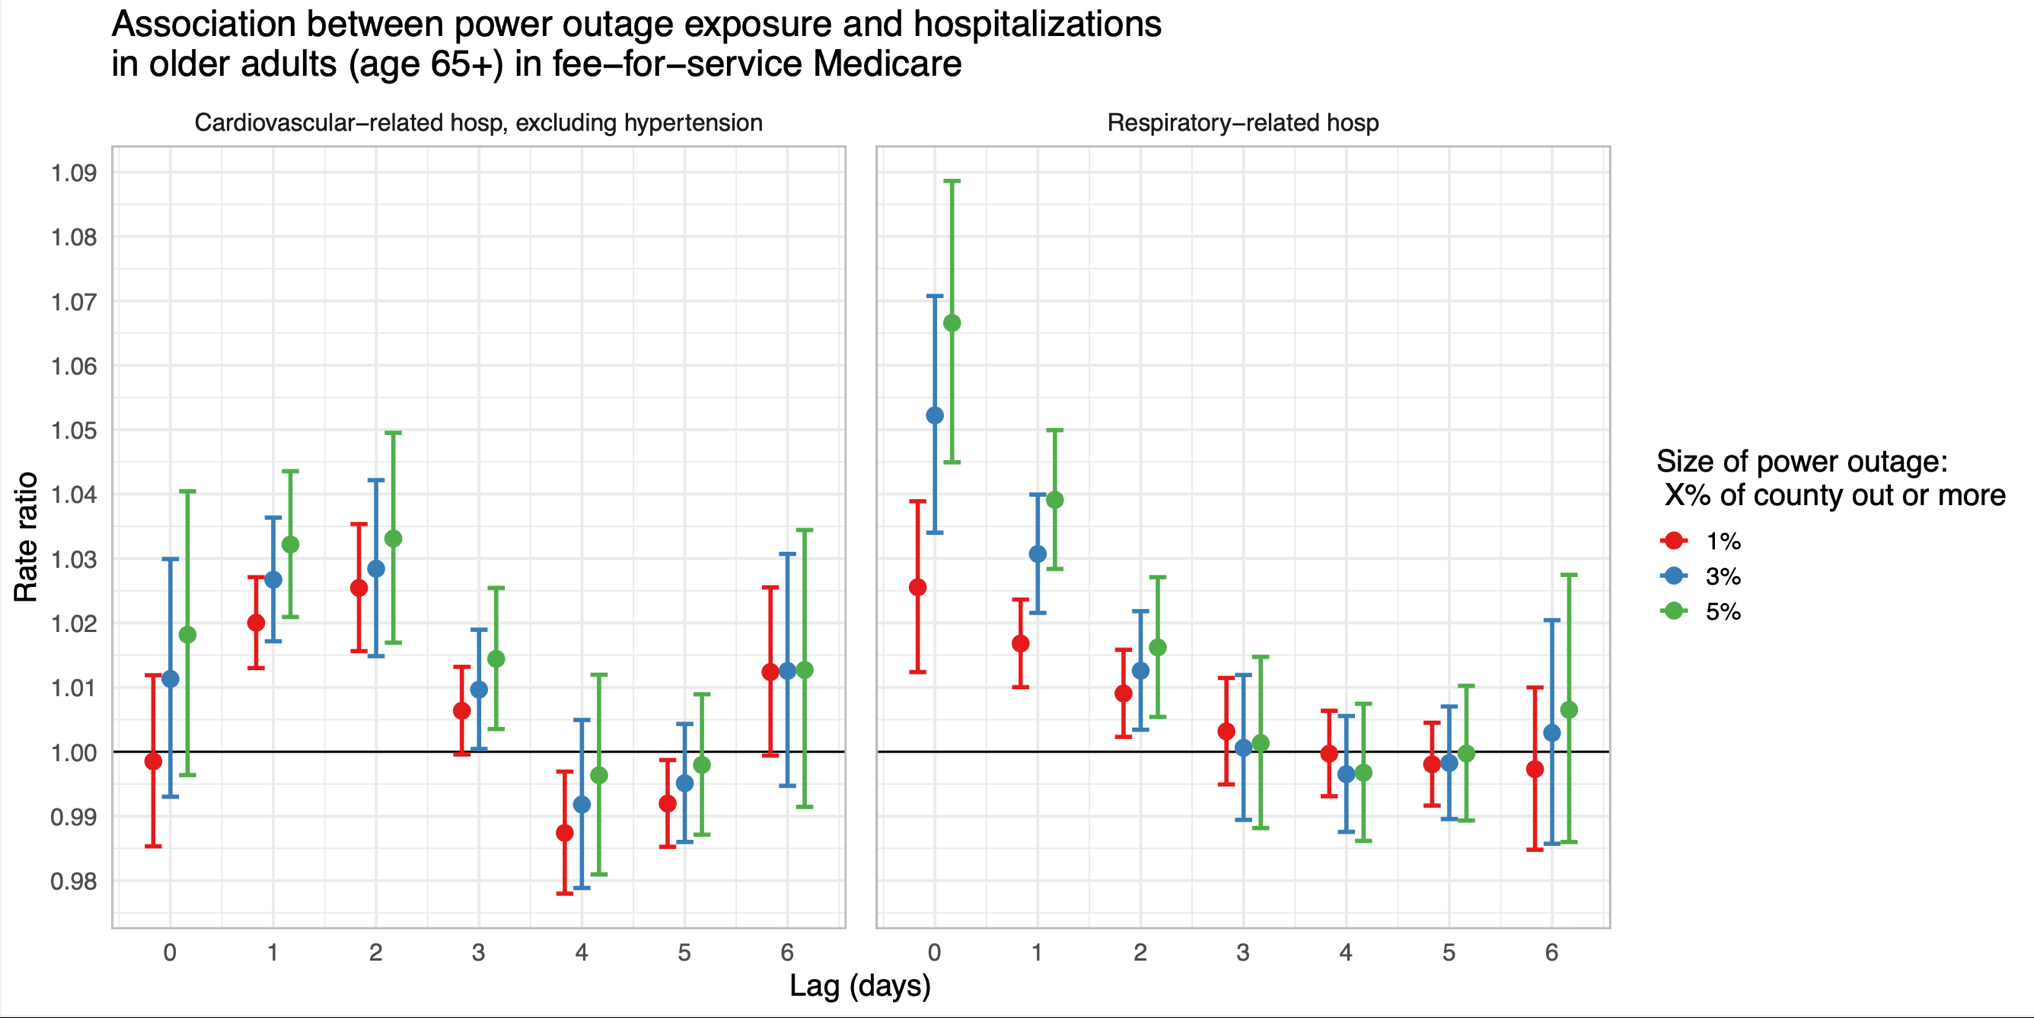 Association between power outage exposure and hospitalizations
in older adults (age 65+) in fee−for−service Medicare
Cardiovascular−related hosp, excluding hypertension
Respiratory−related hosp
1.09
1.08
1.07
1.06
1.05
1.04
1.03
1.02
1.01
1.00
0.99
0.98
Rate ratio
0 1 2 3 4 5 6
0 1 2 3 4 5 6
Lag (days)
Size of power outage:
X% of county out or more
1%
3%
5%